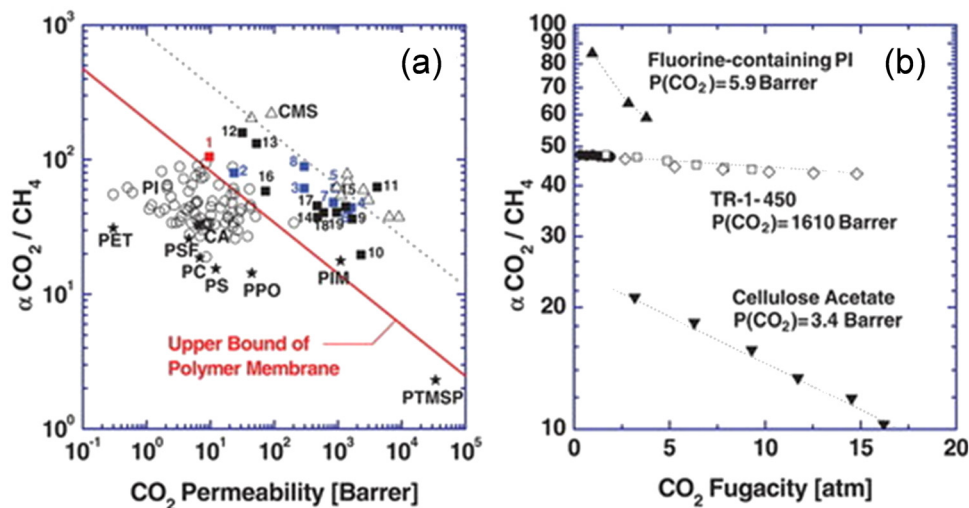 (a)
α CO₂ / CH₄
10³
10²
10¹
10⁰
10⁻¹
10⁰
10¹
10²
10³
10⁴
10⁵
CO₂ Permeability [Barrer]
CMS
12
13
1
2
8
5
3
7
15
4
11
16
17
14
18
19
9
10
PI
CA
PET
PSF
PC
PS
PPO
PIM
PTMSP
Upper Bound of
Polymer Membrane
(b)
α CO₂ / CH₄
100
90
80
70
60
50
40
30
20
10
0
5
10
15
20
CO₂ Fugacity [atm]
Fluorine-containing PI
P(CO₂)=5.9 Barrer
TR-1-450
P(CO₂)=1610 Barrer
Cellulose Acetate
P(CO₂)=3.4 Barrer